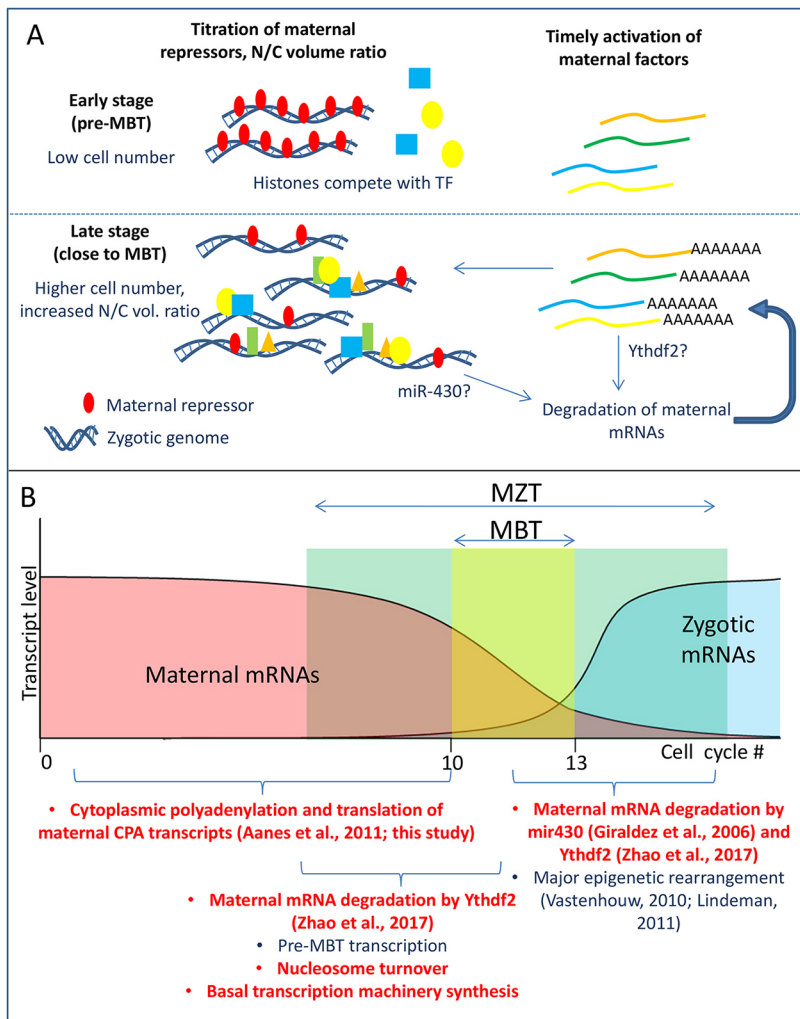 A
Titration of maternal
repressors, N/C volume ratio
Timely activation of
maternal factors
Early stage
(pre-MBT)
Low cell number
Histones compete with TF
Late stage
(close to MBT)
Higher cell number,
increased N/C vol. ratio
AAAAAAA
AAAAAAA
AAAAAAA
AAAAAAA
Ythdf2?
miR-430?
Degradation of maternal
mRNAs
Maternal repressor
Zygotic genome
B
MZT
MBT
Transcript level
Maternal mRNAs
Zygotic
mRNAs
0
10
13
Cell cycle #
• Cytoplasmic polyadenylation and translation of
maternal CPA transcripts (Aanes et al., 2011; this study)
• Maternal mRNA degradation by
mir430 (Giraldez et al., 2006) and
Ythdf2 (Zhao et al., 2017)
• Major epigenetic rearrangement
(Vastenhouw, 2010; Lindeman,
2011)
• Maternal mRNA degradation by Ythdf2
(Zhao et al., 2017)
• Pre-MBT transcription
• Nucleosome turnover
• Basal transcription machinery synthesis